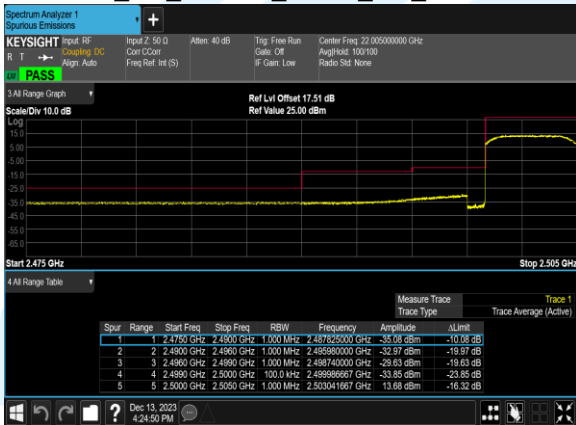 Spectrum Analyzer 1
Spurious Emissions
KEYSIGHT Input: RF Input Z: 50 Ω Atten: 40 dB Trig: Free Run Center Freq: 22.005000000 GHz
R T Coupling: DC Corr CCorr Gate: Off Avg|Hold: 100/100
Align: Auto Freq Ref: Int (S) IF Gain: Low Radio Std: None
PASS
3 All Range Graph
Ref Lvl Offset 17.51 dB
Scale/Div 10.0 dB Ref Value 25.00 dBm
Log
15.0
5.00
-5.00
-15.0
-25.0
-35.0
-45.0
-55.0
-65.0
Start 2.475 GHz Stop 2.505 GHz
4 All Range Table
Measure Trace Trace 1
Trace Type Trace Average (Active)
Spur Range Start Freq Stop Freq RBW Frequency Amplitude ΔLimit
1 1 2.4750 GHz 2.4900 GHz 1.000 MHz 2.487825000 GHz -35.08 dBm -10.08 dB
2 2 2.4900 GHz 2.4960 GHz 1.000 MHz 2.495980000 GHz -32.97 dBm -19.97 dB
3 3 2.4960 GHz 2.4990 GHz 1.000 MHz 2.498740000 GHz -29.63 dBm -19.63 dB
4 4 2.4990 GHz 2.5000 GHz 100.0 kHz 2.499986667 GHz -33.85 dBm -23.85 dB
5 5 2.5000 GHz 2.5050 GHz 1.000 MHz 2.503041667 GHz 13.68 dBm -16.32 dB
? Dec 13, 2023
4:24:50 PM